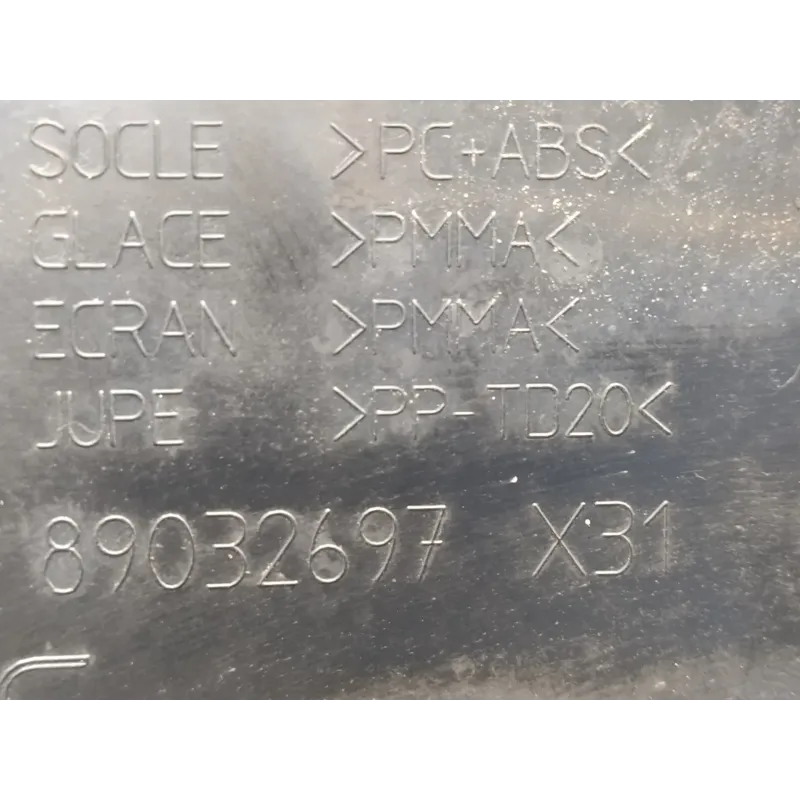 SOCLE >PC+ABS<
GLACE >PMMA<
ECRAN >PMMA<
JUPE >PP-TD20<
89032697 X31